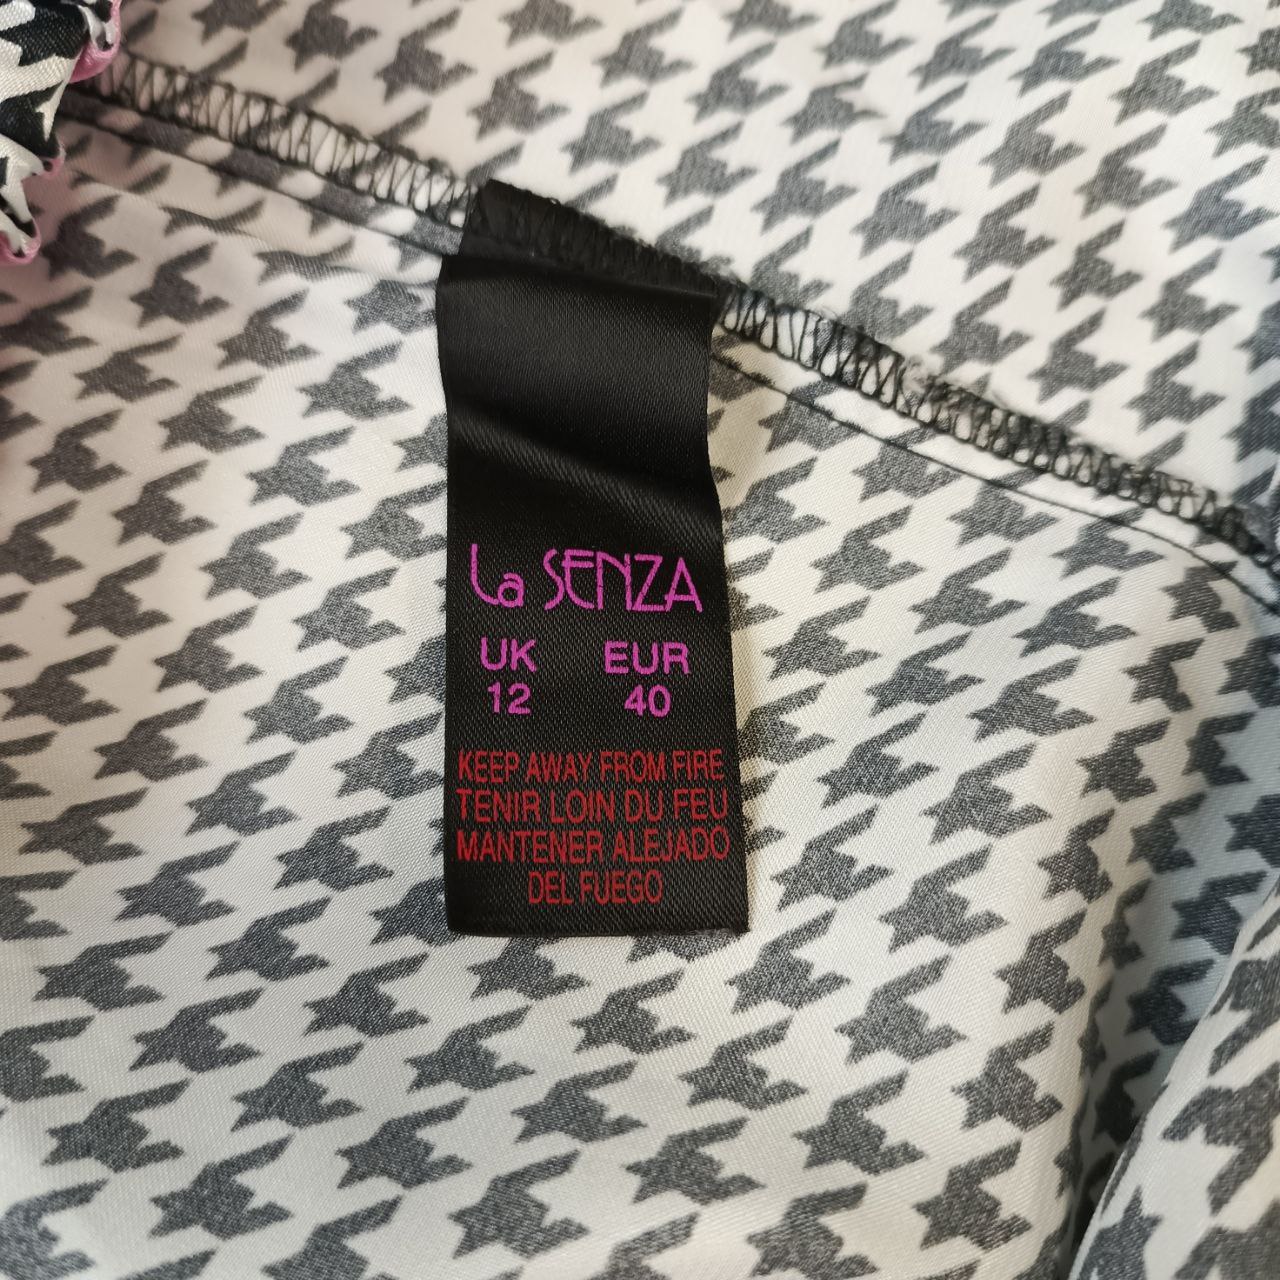 La SENZA
UK EUR
12 40
KEEP AWAY FROM FIRE
TENIR LOIN DU FEU
MANTENER ALEJADO
DEL FUEGO